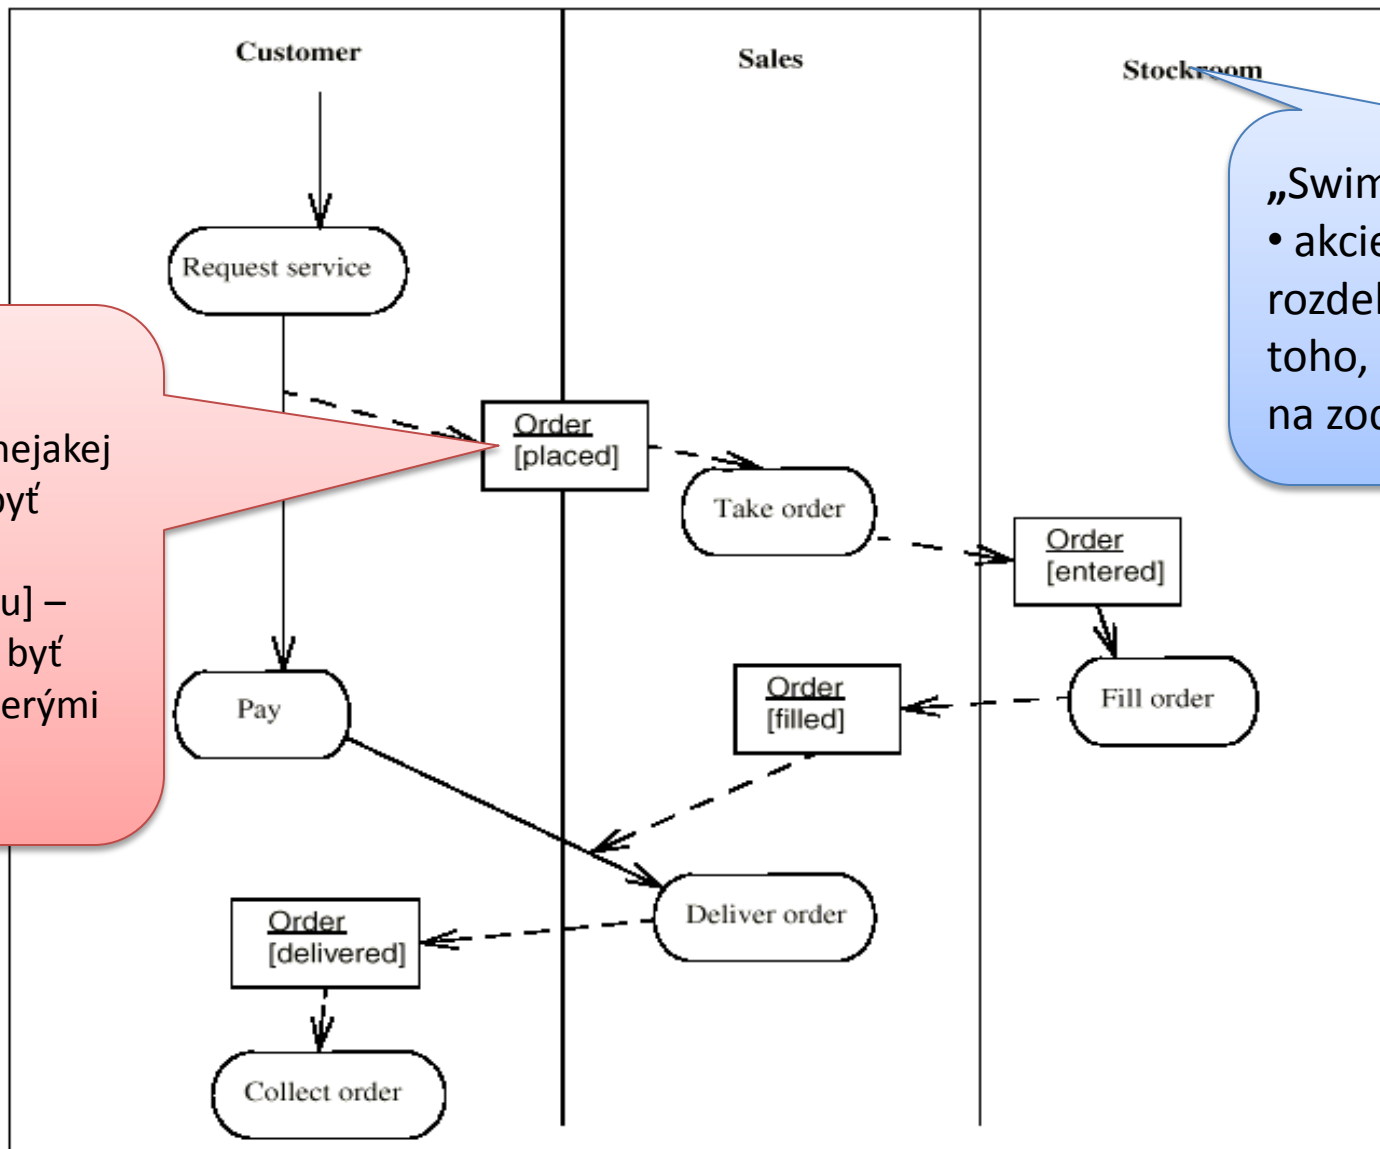 Customer
Sales
Stockroom
„Swim
• akcie
rozdel
toho,
na zod
Request service
nejakej
byť
u] –
byť
erými
Order
[placed]
Take order
Order
[entered]
Order
[filled]
Fill order
Pay
Deliver order
Order
[delivered]
Collect order